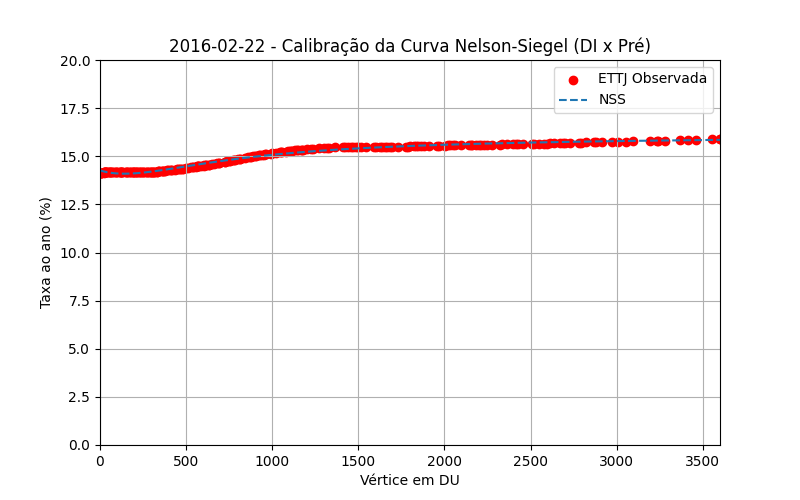 2016-02-22 - Calibração da Curva Nelson-Siegel (DI x Pré)
ETTJ Observada
NSS
Taxa ao ano (%)
20.0
17.5
15.0
12.5
10.0
7.5
5.0
2.5
0.0
0 500 1000 1500 2000 2500 3000 3500
Vértice em DU